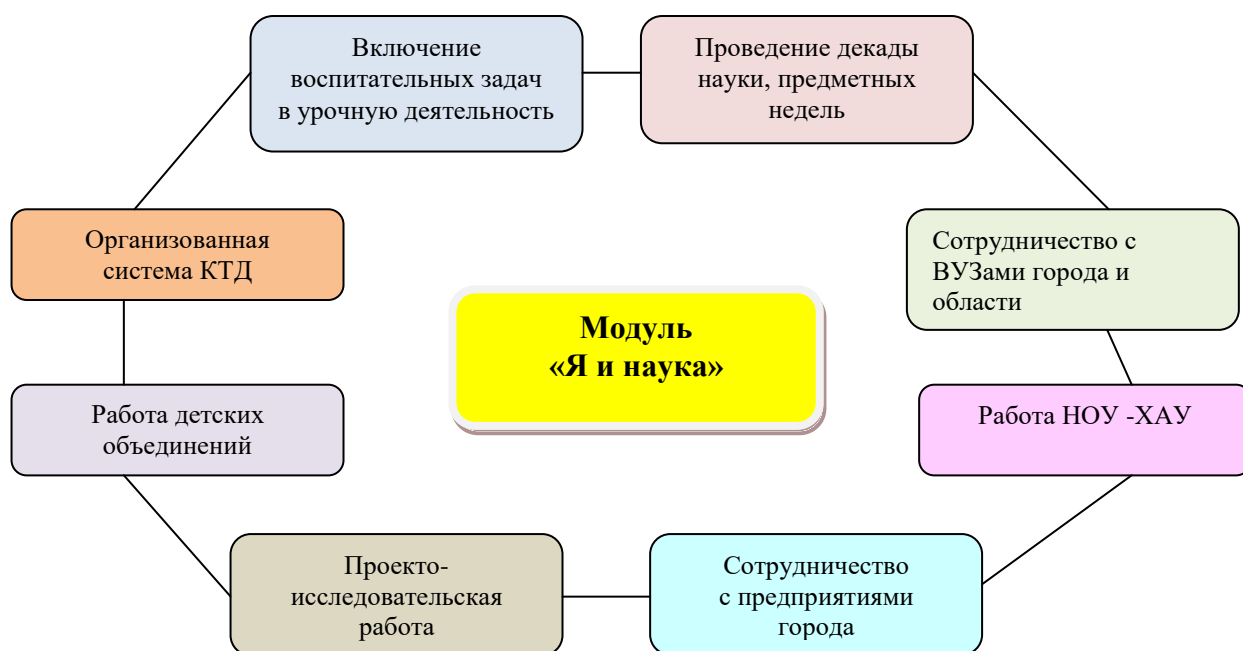 Включение
воспитательных задач
в урочную деятельность
Проведение декады
науки, предметных
недель
Организованная
система КТД
Сотрудничество с
ВУЗами города и
области
Модуль
«Я и наука»
Работа детских
объединений
Работа НОУ -ХАУ
Проекто-
исследовательская
работа
Сотрудничество
с предприятиями
города